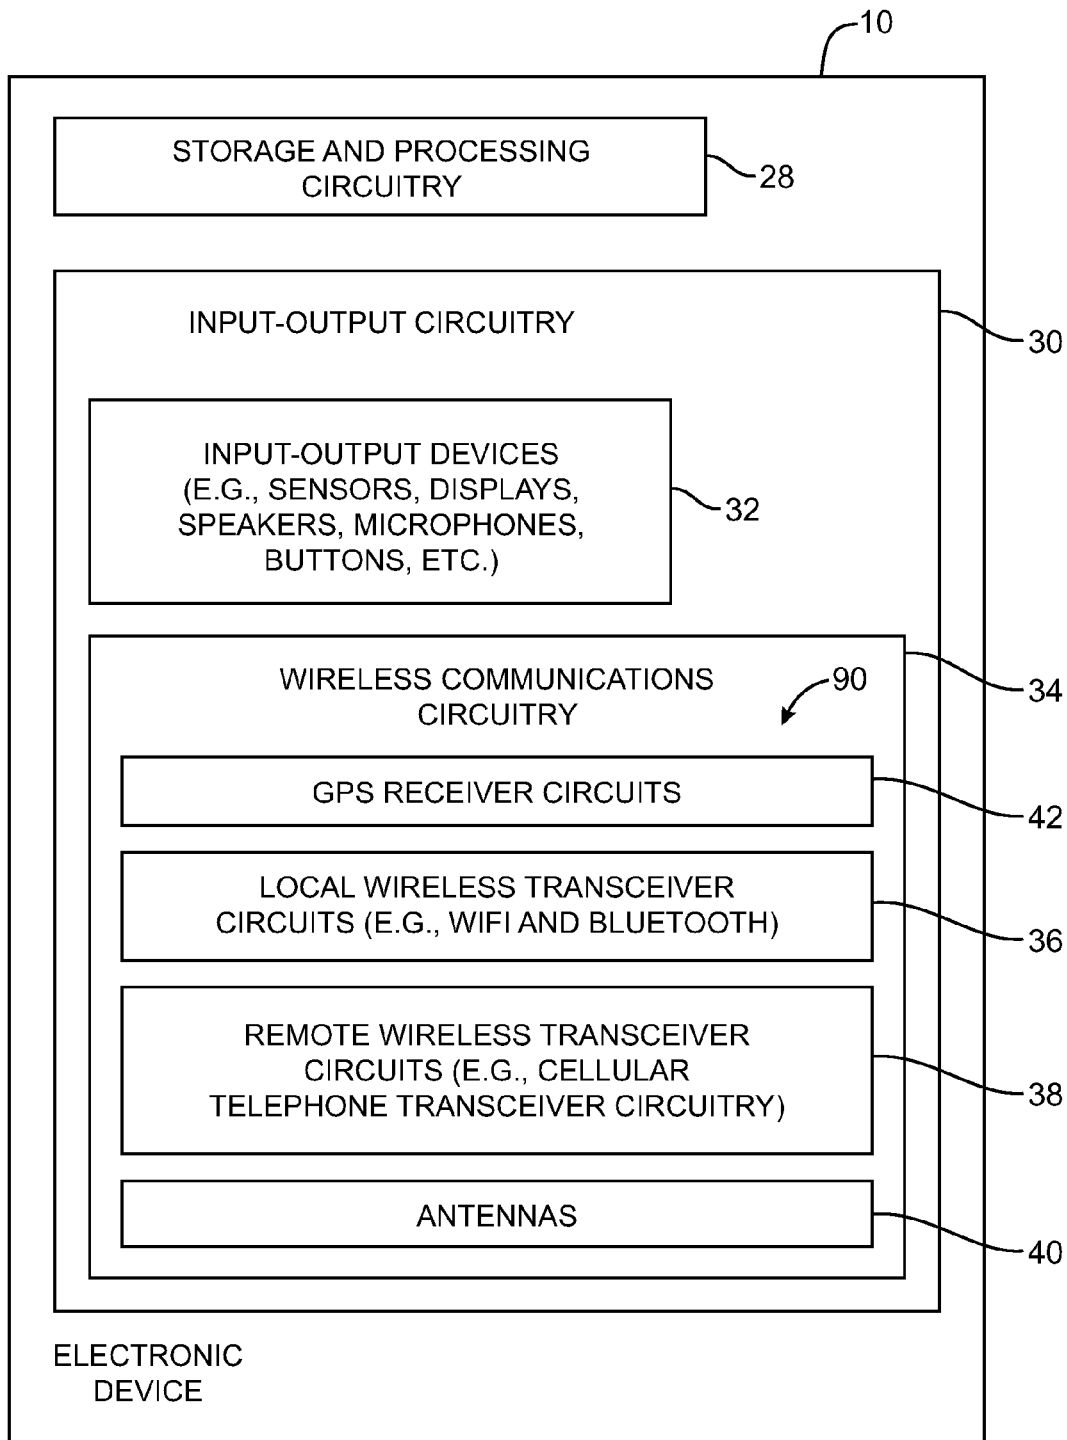 10
STORAGE AND PROCESSING
CIRCUITRY
28
INPUT-OUTPUT CIRCUITRY
30
INPUT-OUTPUT DEVICES
(E.G., SENSORS, DISPLAYS,
SPEAKERS, MICROPHONES,
BUTTONS, ETC.)
32
WIRELESS COMMUNICATIONS
CIRCUITRY
90
34
GPS RECEIVER CIRCUITS
42
LOCAL WIRELESS TRANSCEIVER
CIRCUITS (E.G., WIFI AND BLUETOOTH)
36
REMOTE WIRELESS TRANSCEIVER
CIRCUITS (E.G., CELLULAR
TELEPHONE TRANSCEIVER CIRCUITRY)
38
ANTENNAS
40
ELECTRONIC
DEVICE